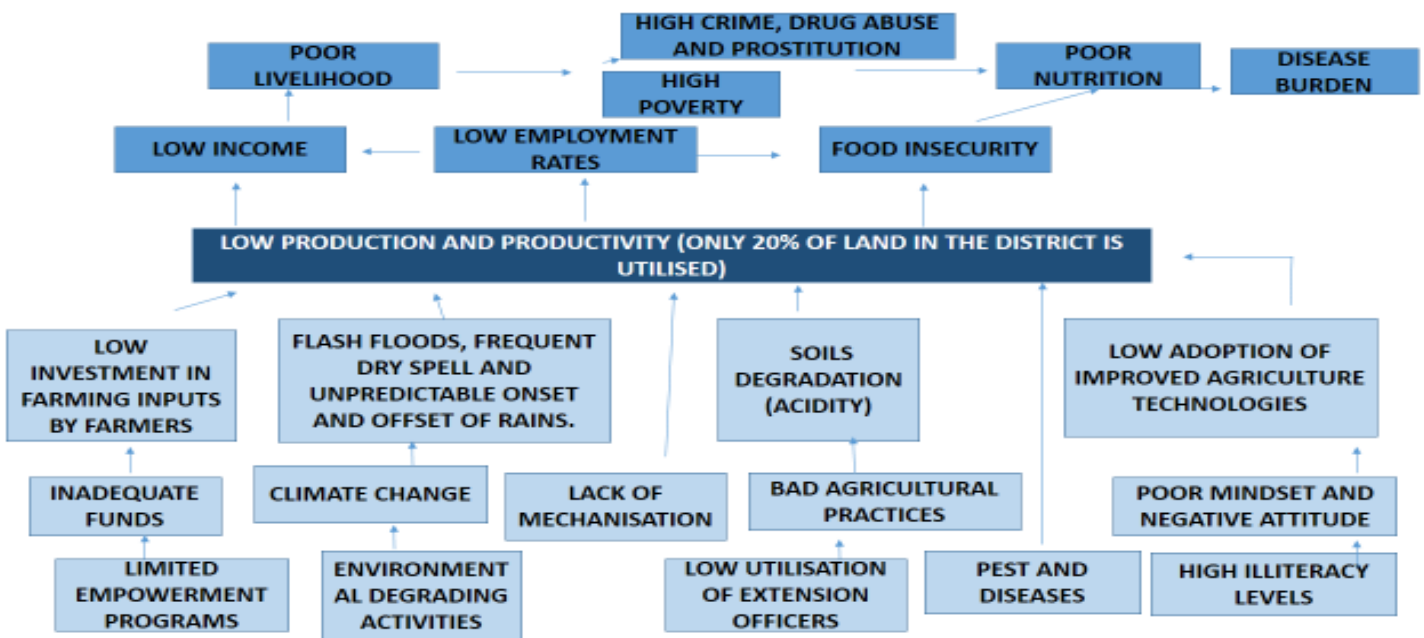 HIGH CRIME, DRUG ABUSE
AND PROSTITUTION
POOR
LIVELIHOOD
HIGH
POVERTY
POOR
NUTRITION
DISEASE
BURDEN
LOW INCOME
LOW EMPLOYMENT
RATES
FOOD INSECURITY
LOW PRODUCTION AND PRODUCTIVITY (ONLY 20% OF LAND IN THE DISTRICT IS
UTILISED)
LOW
INVESTMENT IN
FARMING INPUTS
BY FARMERS
FLASH FLOODS, FREQUENT
DRY SPELL AND
UNPREDICTABLE ONSET
AND OFFSET OF RAINS.
SOILS
DEGRADATION
(ACIDITY)
LOW ADOPTION OF
IMPROVED AGRICULTURE
TECHNOLOGIES
INADEQUATE
FUNDS
CLIMATE CHANGE
LACK OF
MECHANISATION
BAD AGRICULTURAL
PRACTICES
POOR MINDSET AND
NEGATIVE ATTITUDE
LIMITED
EMPOWERMENT
PROGRAMS
ENVIRONMENT
AL DEGRADING
ACTIVITIES
LOW UTILISATION
OF EXTENSION
OFFICERS
PEST AND
DISEASES
HIGH ILLITERACY
LEVELS